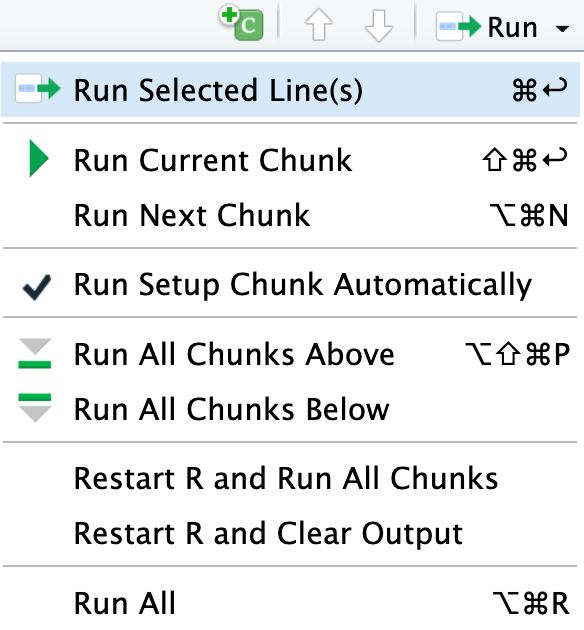 C Run
Run Selected Line(s) ⌘↩
Run Current Chunk ⇧⌘↩
Run Next Chunk ⌥⌘N
Run Setup Chunk Automatically
Run All Chunks Above ⌥⇧⌘P
Run All Chunks Below
Restart R and Run All Chunks
Restart R and Clear Output
Run All ⌥⌘R